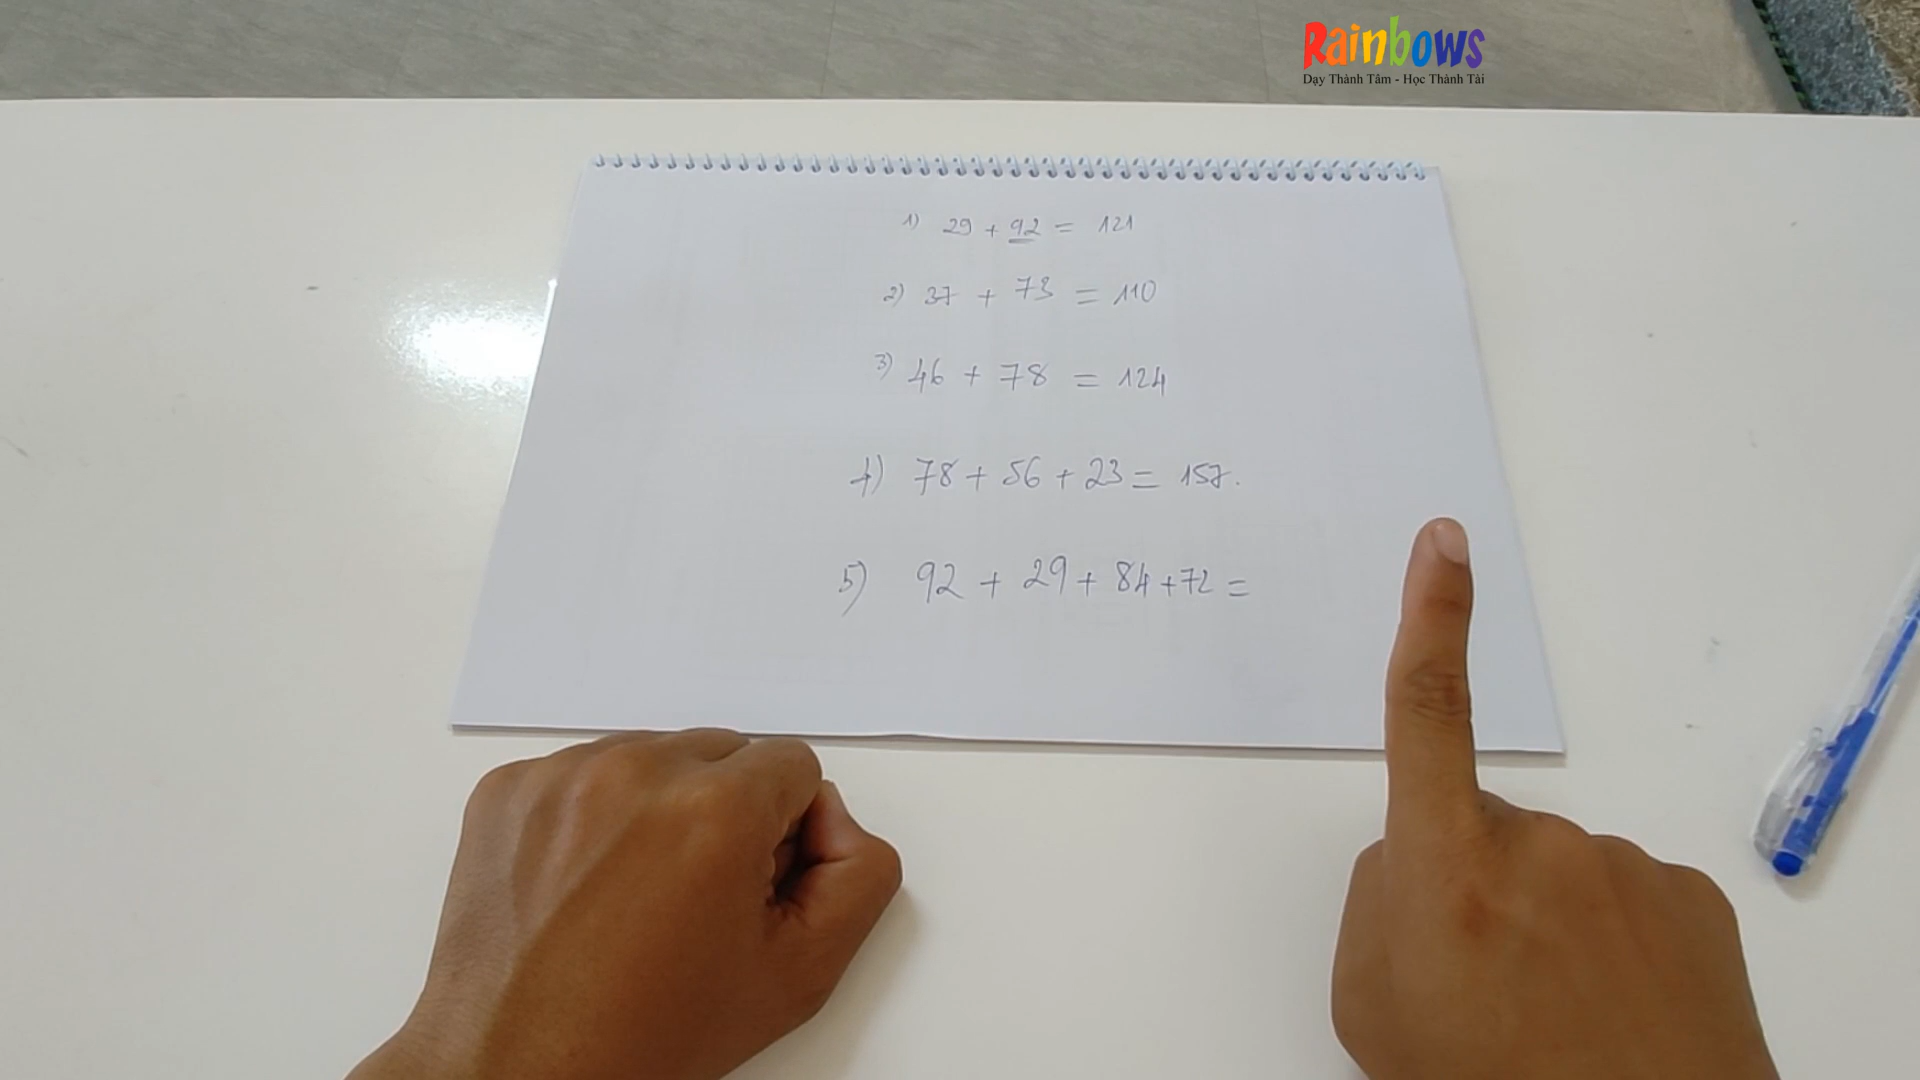 Rainbows
Dạy Thành Tâm - Học Thành Tài
1) 29 + 92 = 121
2) 37 + 73 = 110
3) 46 + 78 = 124
4) 78 + 56 + 23 = 157.
5) 92 + 29 + 84 + 72 =